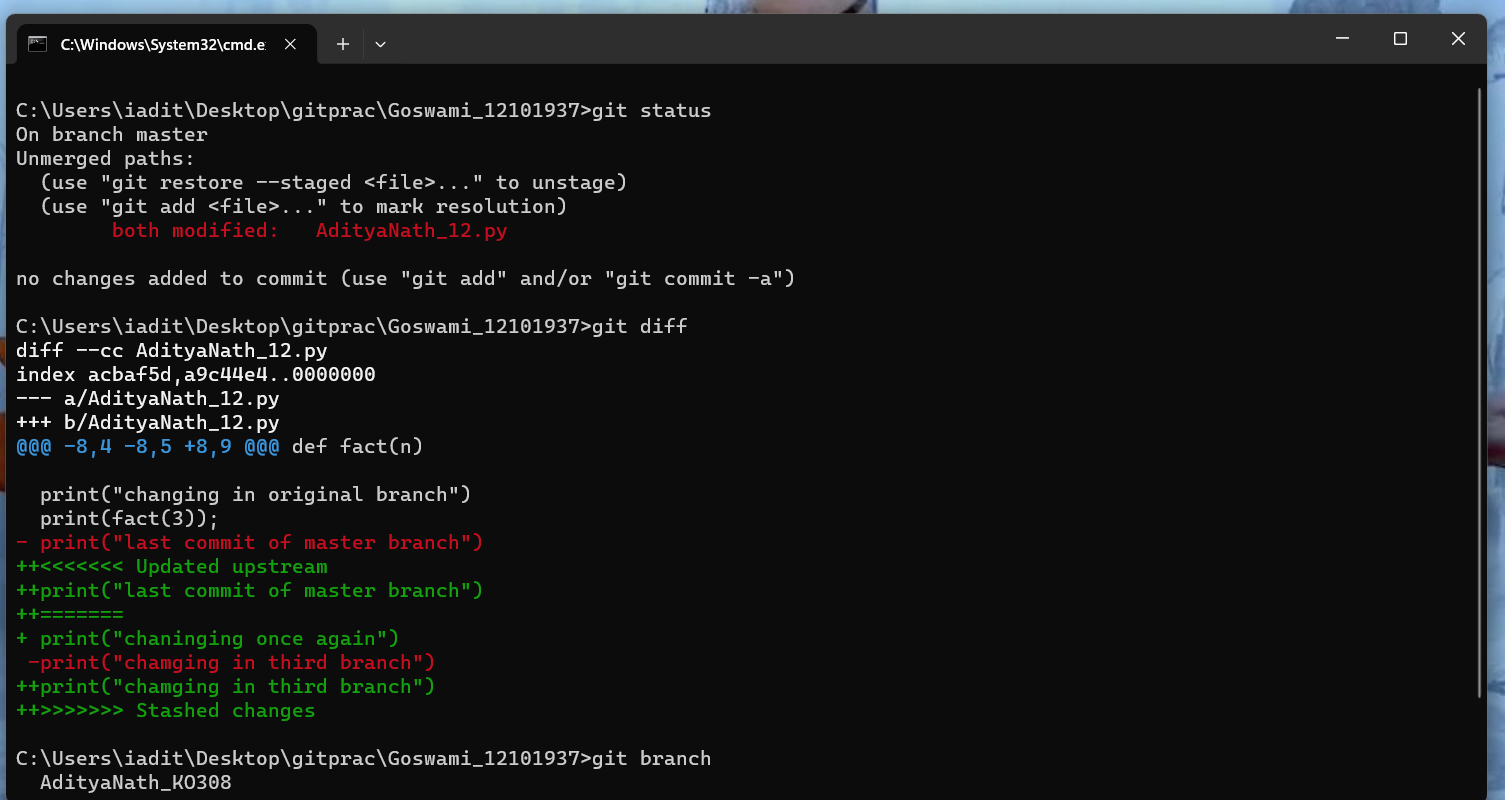 C:\Windows\System32\cmd.e
C:\Users\iadit\Desktop\gitprac\Goswami_12101937>git status
On branch master
Unmerged paths:
  (use "git restore --staged <file>..." to unstage)
  (use "git add <file>..." to mark resolution)
        both modified:   AdityaNath_12.py
no changes added to commit (use "git add" and/or "git commit -a")
C:\Users\iadit\Desktop\gitprac\Goswami_12101937>git diff
diff --cc AdityaNath_12.py
index acbaf5d,a9c44e4..0000000
--- a/AdityaNath_12.py
+++ b/AdityaNath_12.py
@@@ -8,4 -8,5 +8,9 @@@ def fact(n)
  print("changing in original branch")
  print(fact(3));
- print("last commit of master branch")
++<<<<<<< Updated upstream
++print("last commit of master branch")
++=======
+ print("chaninging once again")
 -print("chamging in third branch")
++print("chamging in third branch")
++>>>>>>> Stashed changes
C:\Users\iadit\Desktop\gitprac\Goswami_12101937>git branch
  AdityaNath_KO308